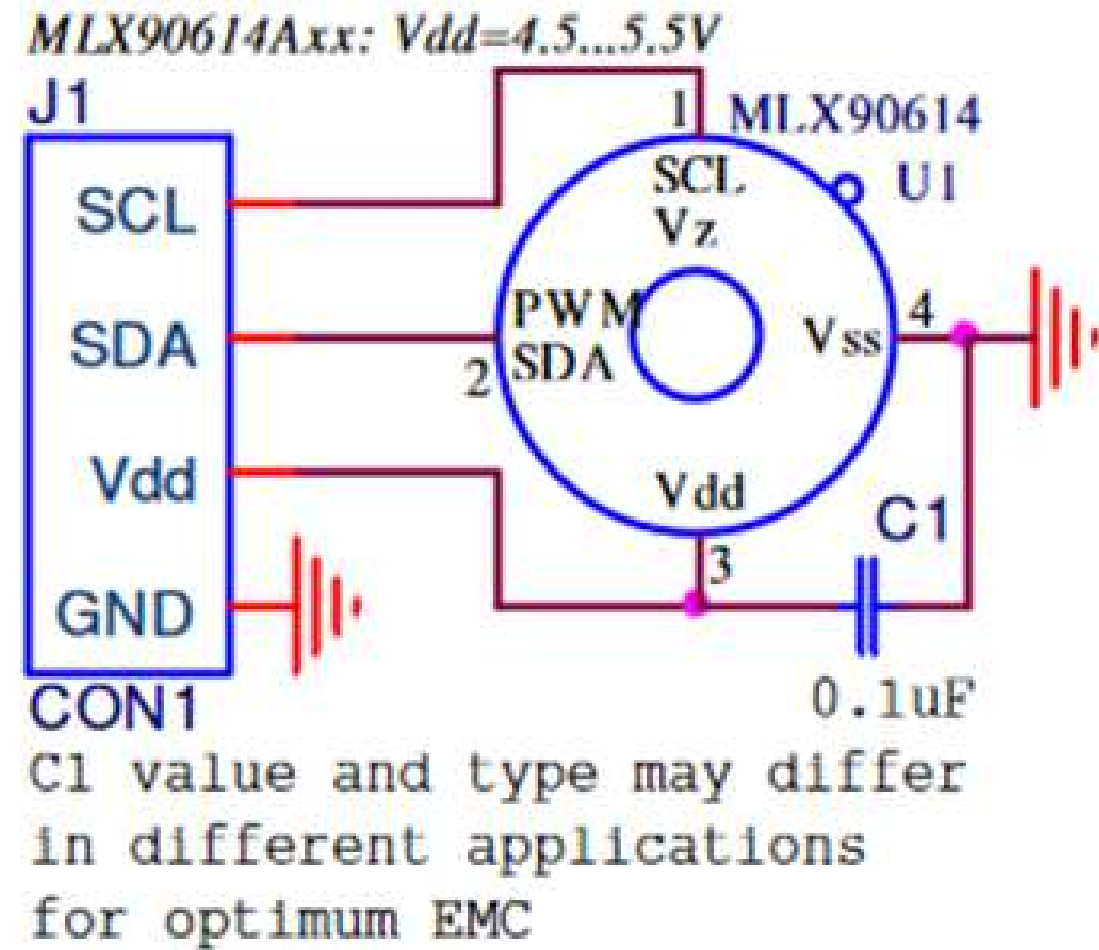 MLX90614Axx: Vdd=4.5...5.5V
J1
1
MLX90614
U1
SCL
SCL
Vz
SDA
2
PWM
SDA
Vss
4
Vdd
Vdd
3
C1
GND
CON1
0.1uF
C1 value and type may differ
in different applications
for optimum EMC